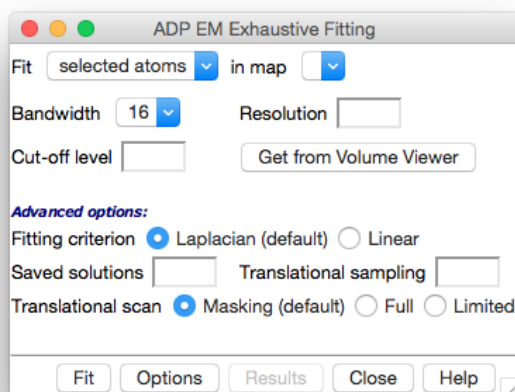 ADP EM Exhaustive Fitting
Fit selected atoms in map
Bandwidth 16 Resolution
Cut-off level Get from Volume Viewer
Advanced options:
Fitting criterion Laplacian (default) Linear
Saved solutions Translational sampling
Translational scan Masking (default) Full Limited
Fit Options Results Close Help